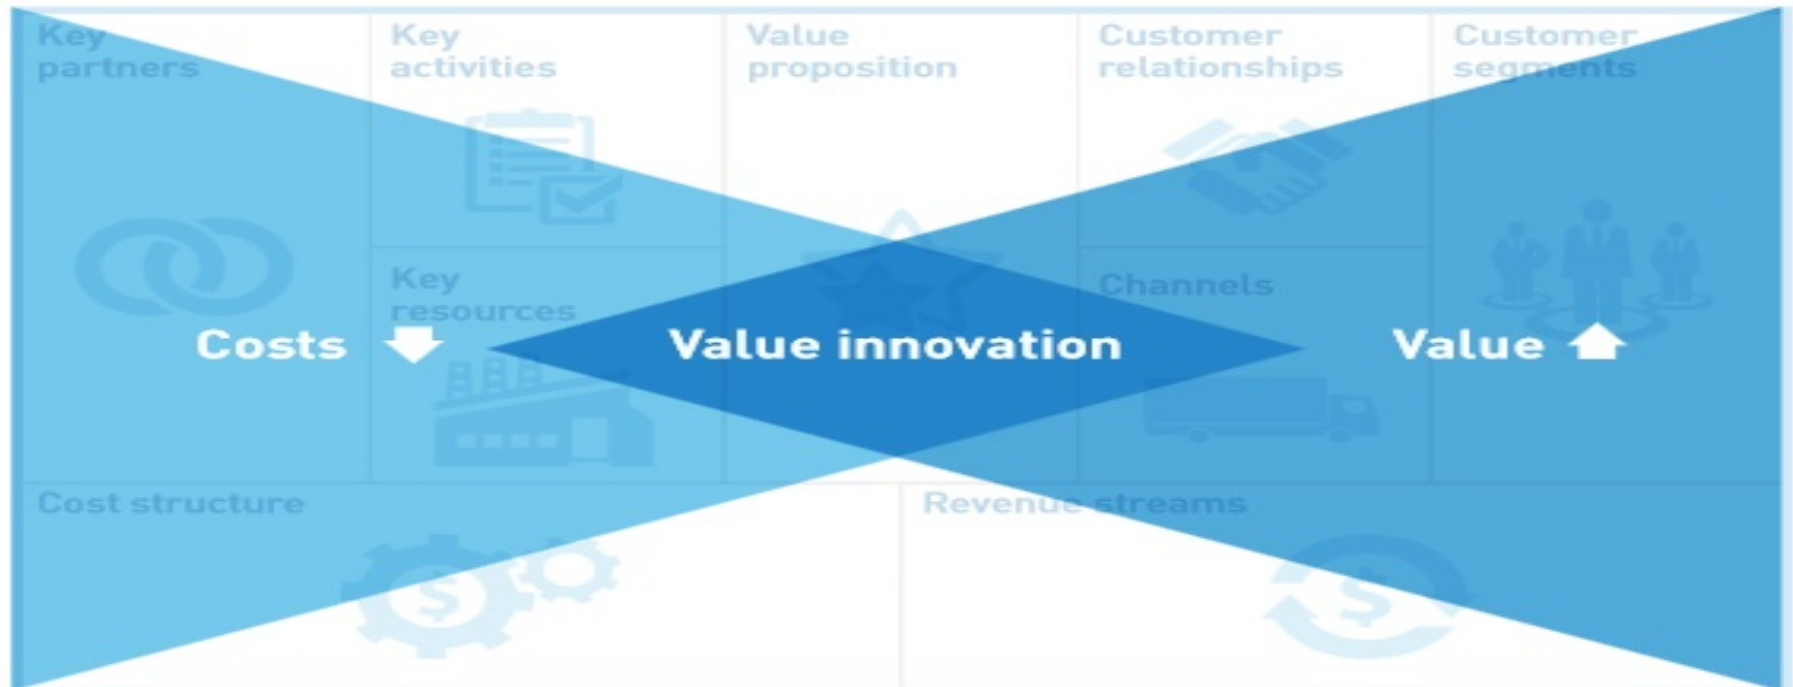 Key
partners
Key
activities
Value
proposition
Customer
relationships
Customer
segments
Key
resources
Channels
Costs
Value innovation
Value
Cost structure
Revenue streams
$
$